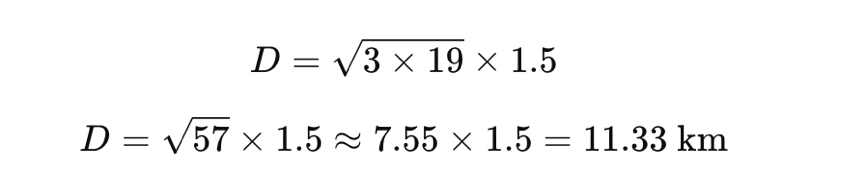 D = √3 × 19 × 1.5
D = √57 × 1.5 ≈ 7.55 × 1.5 = 11.33 km